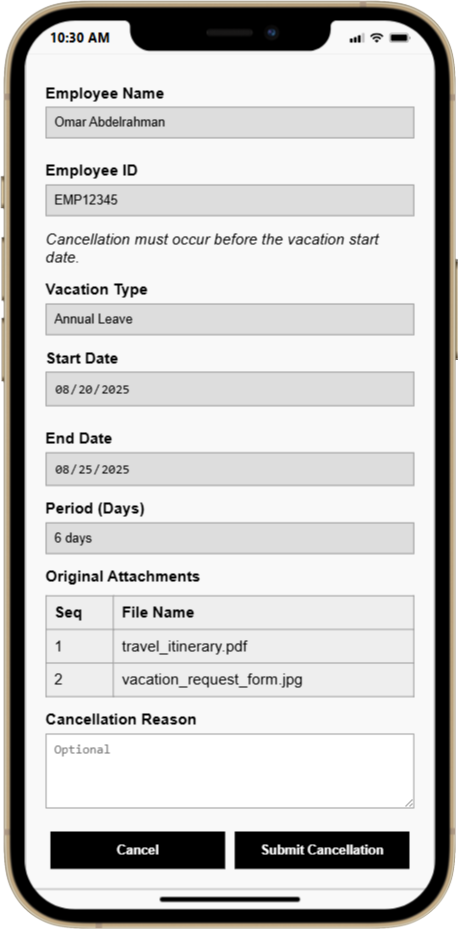 10:30 AM
Employee Name
Omar Abdelrahman
Employee ID
EMP12345
Cancellation must occur before the vacation start
date.
Vacation Type
Annual Leave
Start Date
08/20/2025
End Date
08/25/2025
Period (Days)
6 days
Original Attachments
Seq File Name
1 travel_itinerary.pdf
2 vacation_request_form.jpg
Cancellation Reason
Optional
Cancel Submit Cancellation